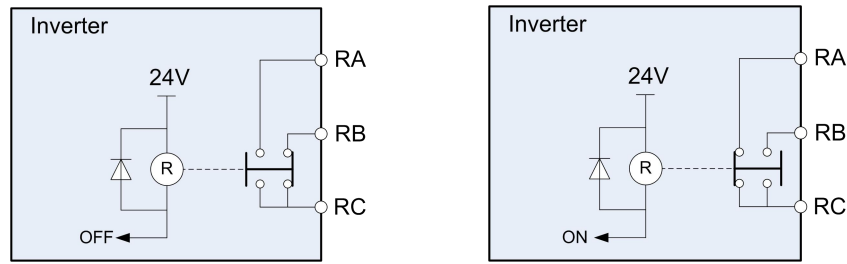 Inverter
24V
R
OFF
RA
RB
RC
Inverter
24V
R
ON
RA
RB
RC